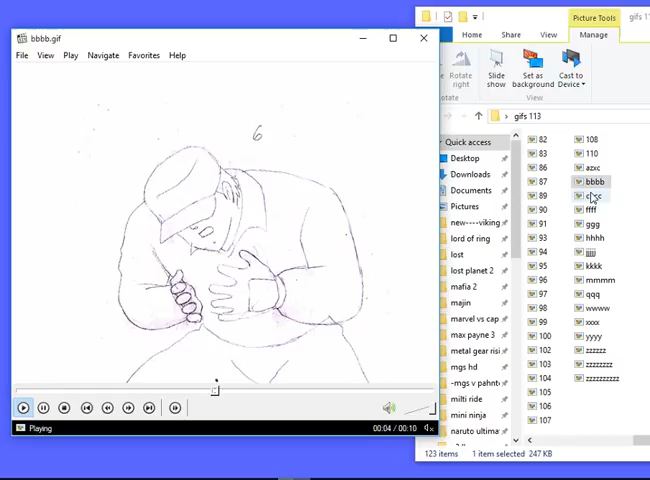 bbbb.gif
File View Play Navigate Favorites Help
6
Playing
00:04 / 00:10
Picture Tools
Home Share View Manage
Rotate right
Slide show
Set as background
Cast to Device
View
gifs 113
Quick access
Desktop
Downloads
Documents
Pictures
new----viking
lord of ring
lost
lost planet 2
mafia 2
majin
marvel vs cap
max payne 3
metal gear risi
mgs hd
-mgs v pahnt
milti ride
mini ninja
naruto ultima
82
83
86
87
89
90
91
93
94
95
96
97
98
99
100
102
103
104
105
106
107
108
110
azxc
bbbb
ffff
ggg
hhhh
jjjjj
kkkk
mmmm
qqq
wwww
xxxx
yyyy
zzzzzz
zzzzzzzz
zzzzzzzzzz
123 items 1 item selected 247 KB